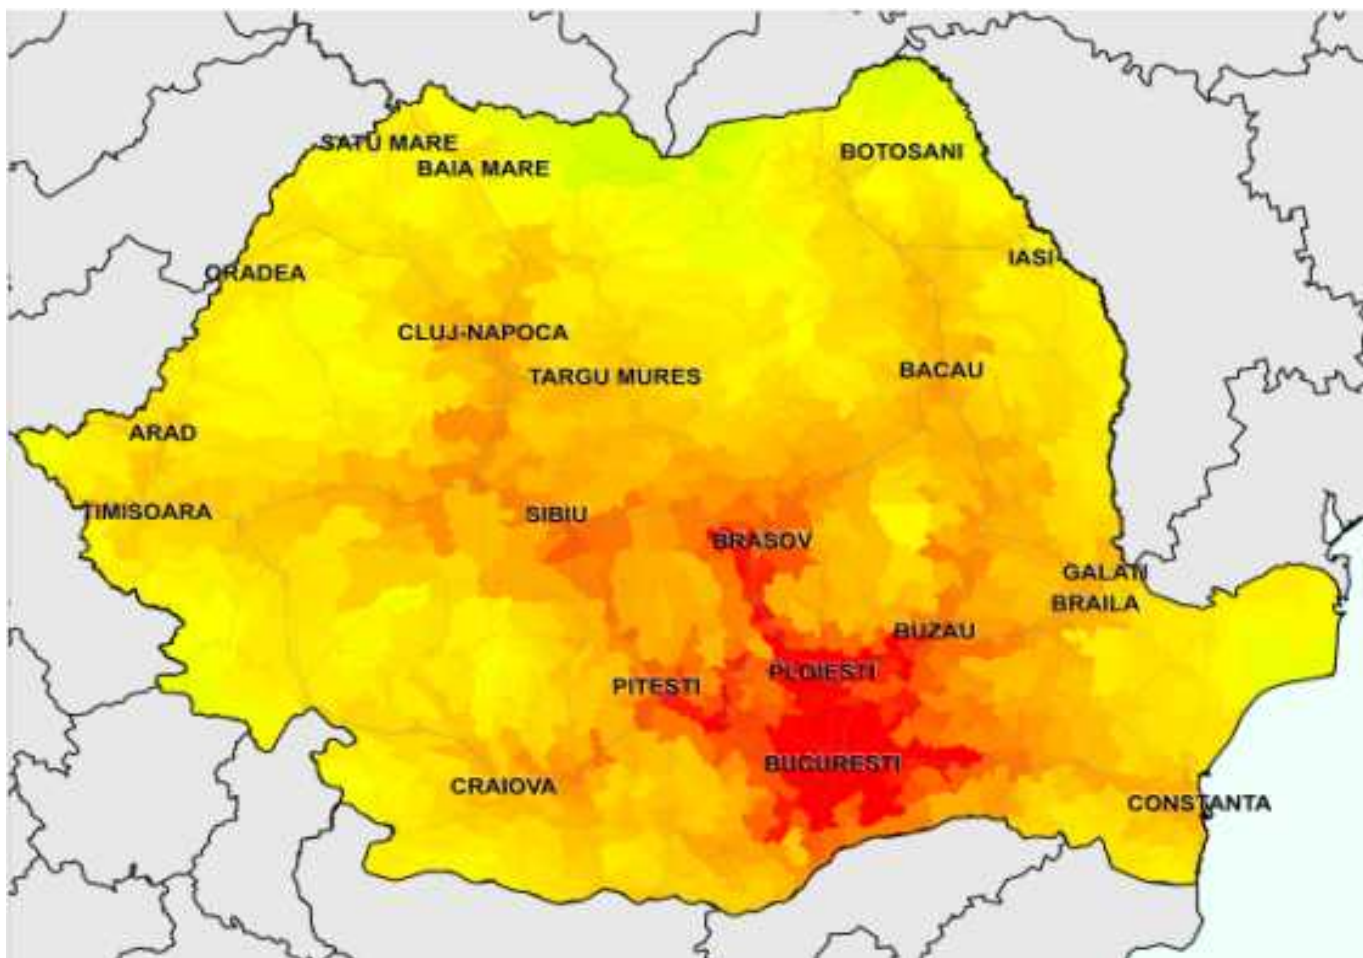 SATU MARE
BAIA MARE
BOTOSANI
ORADEA
IASI
CLUJ-NAPOCA
TARGU MURES
BACAU
ARAD
TIMISOARA
SIBIU
BRASOV
GALATI
BRAILA
BUZAU
PLOIESTI
PITESTI
BUCURESTI
CRAIOVA
CONSTANTA